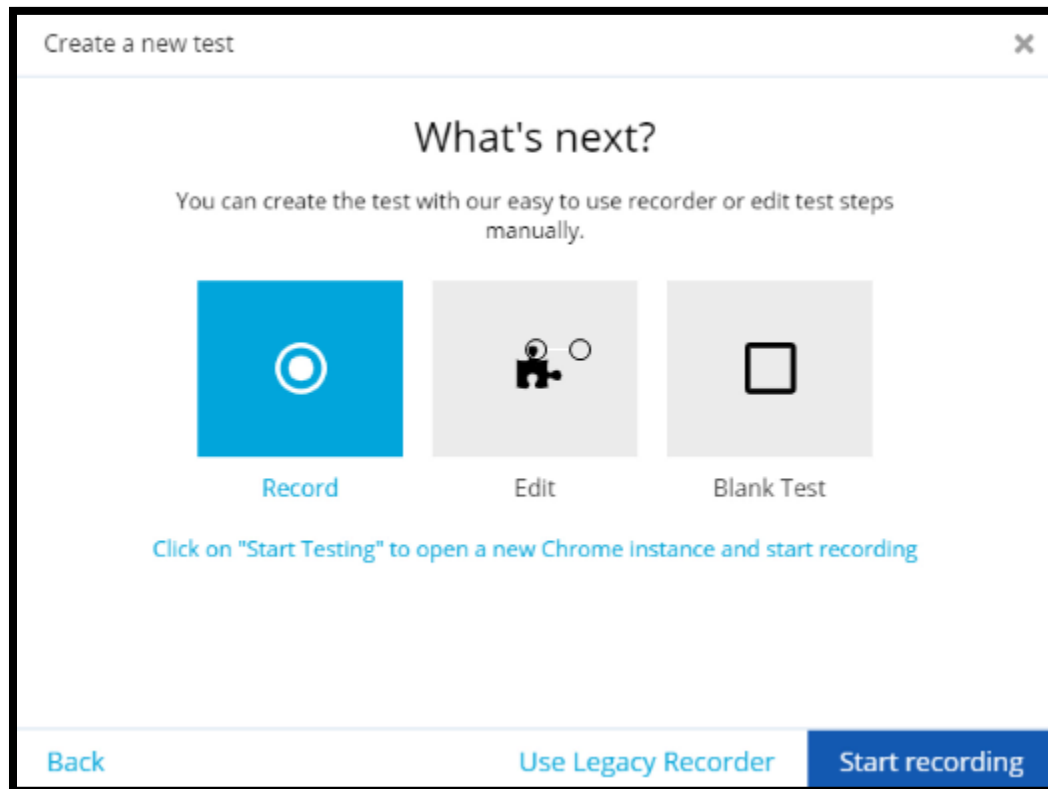 Create a new test
What's next?
You can create the test with our easy to use recorder or edit test steps
manually.
Record
Edit
Blank Test
Click on "Start Testing" to open a new Chrome instance and start recording
Back
Use Legacy Recorder
Start recording